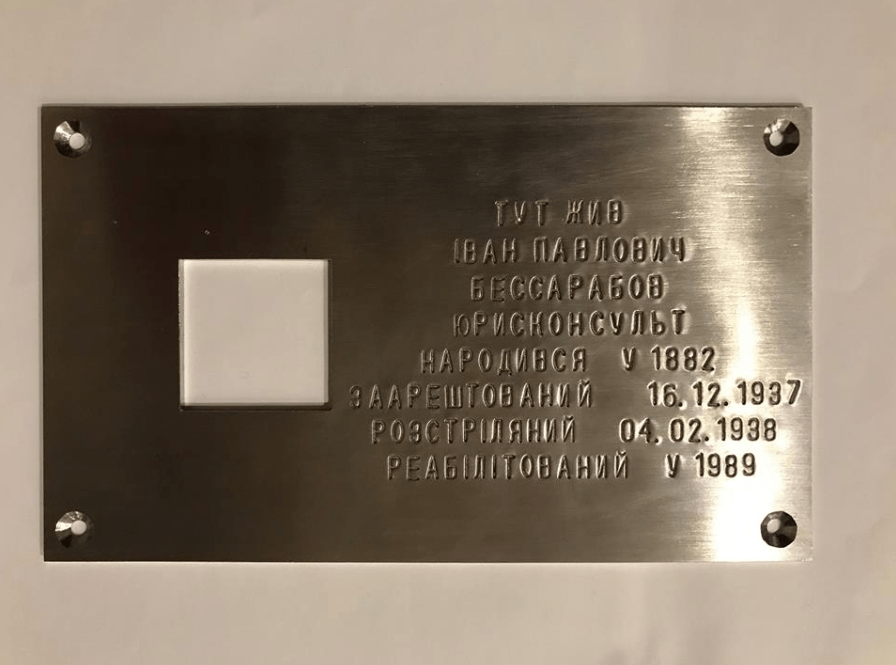 ТУТ ЖИВ
ІВАН ПАВЛОВИЧ
БЕССАРАБОВ
ЮРИСКОНСУЛЬТ
НАРОДИВСЯ У 1882
ЗААРЕШТОВАНИЙ 16.12.1937
РОЗСТРІЛЯНИЙ 04.02.1938
РЕАБІЛІТОВАНИЙ У 1989